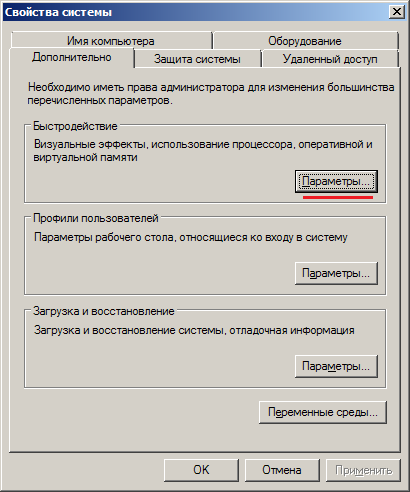 Свойства системы
Имя компьютера
Оборудование
Дополнительно
Защита системы
Удаленный доступ
Необходимо иметь права администратора для изменения большинства
перечисленных параметров.
Быстродействие
Визуальные эффекты, использование процессора, оперативной и
виртуальной памяти
Параметры...
Профили пользователей
Параметры рабочего стола, относящиеся ко входу в систему
Параметры...
Загрузка и восстановление
Загрузка и восстановление системы, отладочная информация
Параметры...
Переменные среды...
ОК
Отмена
Применить